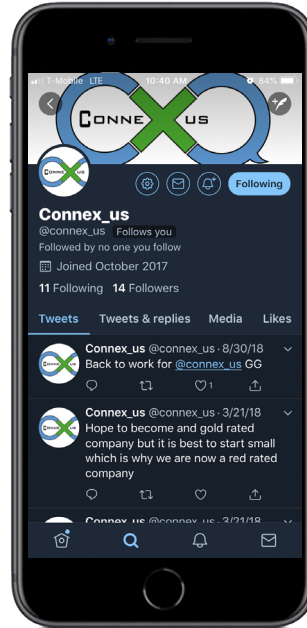 T-Mobile LTE 10:40 AM 84%
CONNE US
CONNE US
Following
Connex_us
@connex_us Follows you
Followed by no one you follow
Joined October 2017
11 Following 14 Followers
Tweets Tweets & replies Media Likes
Connex_us @connex_us · 8/30/18
Back to work for @connex_us GG
1
Connex_us @connex_us · 3/21/18
Hope to become and gold rated
company but it is best to start small
which is why we are now a red rated
company
Connex_us @connex_us · 3/21/18